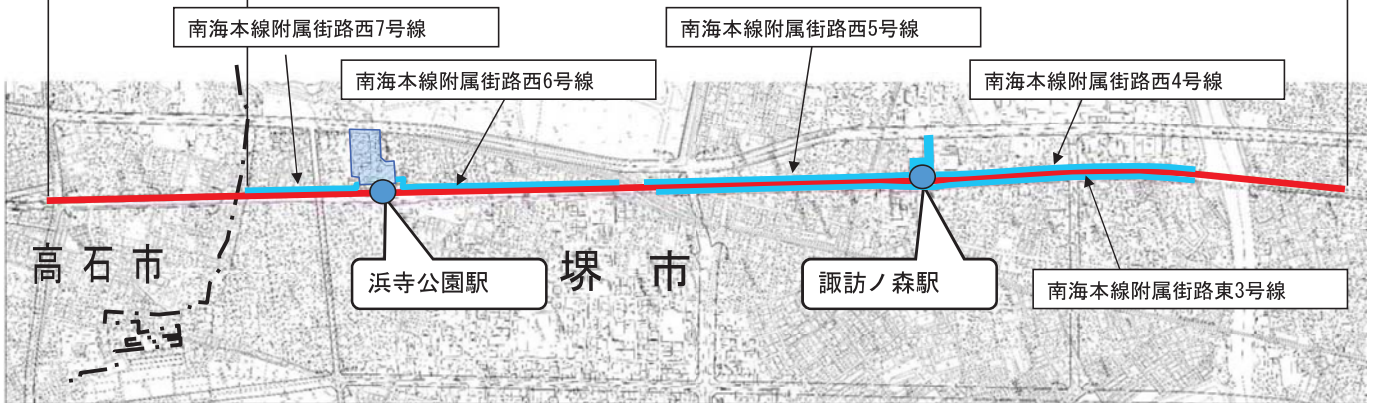 南海本線附属街路西7号線
南海本線附属街路西5号線
南海本線附属街路西6号線
南海本線附属街路西4号線
高石市
浜寺公園駅
堺市
諏訪ノ森駅
南海本線附属街路東3号線